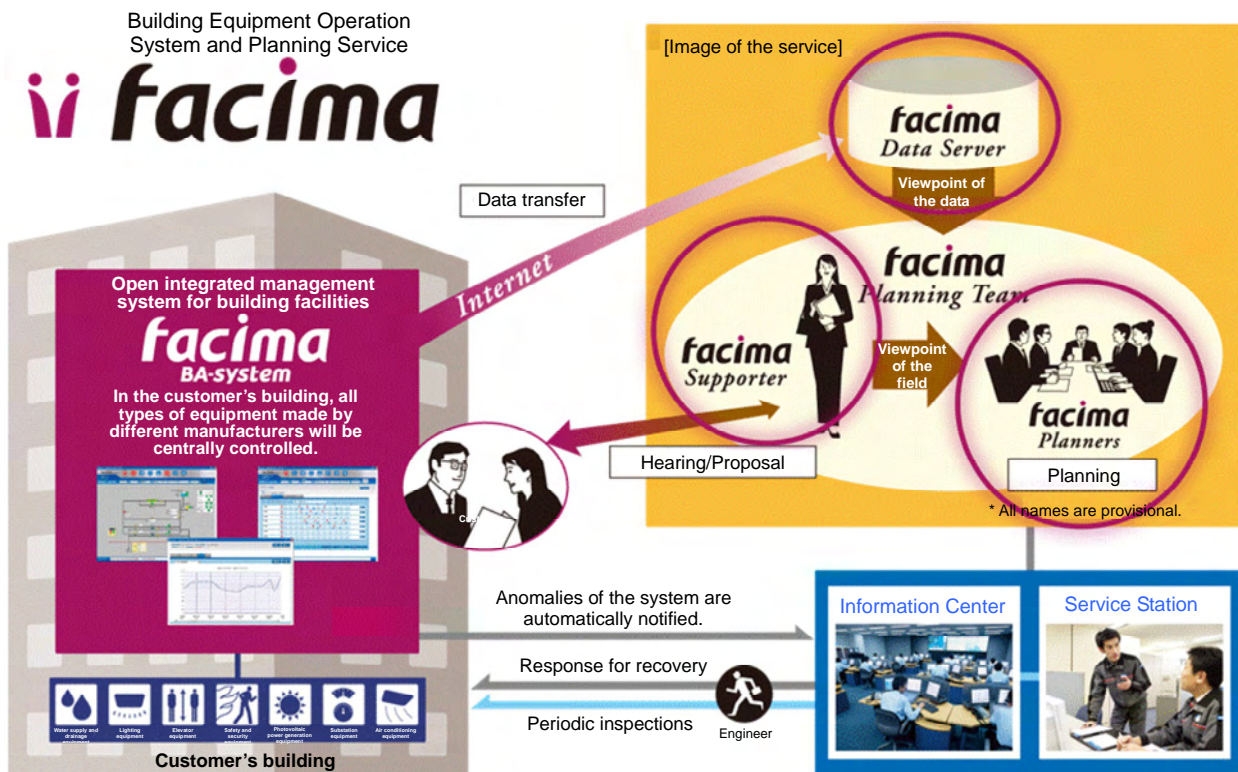 Building Equipment Operation
System and Planning Service
facima
[Image of the service]
facima
Data Server
Viewpoint of
the data
Data transfer
Internet
facima
Planning Team
facima
Supporter
Viewpoint
of the
field
facima
Planners
Planning
* All names are provisional.
Open integrated management
system for building facilities
facima
BA-system
In the customer's building, all
types of equipment made by
different manufacturers will be
centrally controlled.
Hearing/Proposal
Anomalies of the system are
automatically notified.
Response for recovery
Periodic inspections
Engineer
Information Center
Service Station
Water supply and
drainage
Lighting
equipment
Elevator
equipment
Safety and
security
Photovoltaic
power generation
equipment
Substation
equipment
Air conditioning
equipment
Customer's building